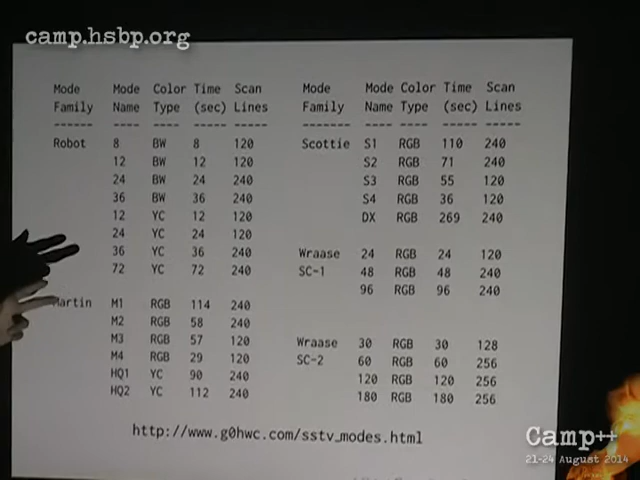 camp.hsbp.org
Mode Mode Color Time Scan
Family Name Type (sec) Lines
------ ---- ----- ----- -----
Robot 8 BW 8 120
12 BW 12 120
24 BW 24 240
36 BW 36 240
12 YC 12 120
24 YC 24 120
36 YC 36 240
72 YC 72 240
Martin M1 RGB 114 240
M2 RGB 58 240
M3 RGB 57 120
M4 RGB 29 120
HQ1 YC 90 240
HQ2 YC 112 240
Mode Mode Color Time Scan
Family Name Type (sec) Lines
------ ---- ----- ----- -----
Scottie S1 RGB 110 240
S2 RGB 71 240
S3 RGB 55 120
S4 RGB 36 120
DX RGB 269 240
Wraase 24 RGB 24 120
SC-1 48 RGB 48 240
96 RGB 96 240
Wraase 30 RGB 30 128
SC-2 60 RGB 60 256
120 RGB 120 256
180 RGB 180 256
http://www.g0hwc.com/sstv_modes.html
Camp++
21-24 August 2014